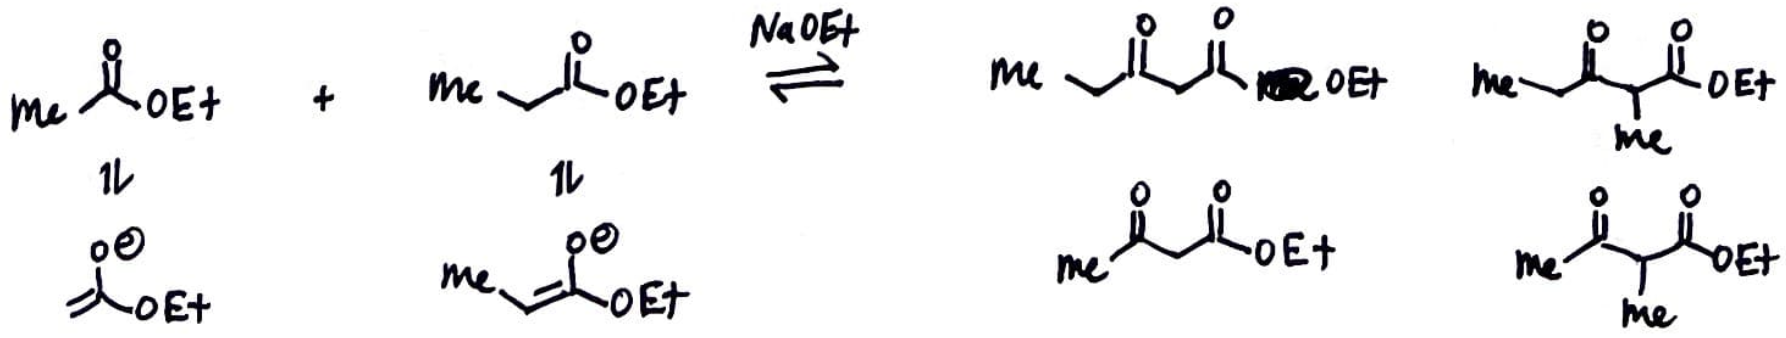 NaOEt
O O O O O O
Me OEt + Me OEt ⇌ Me OEt Me OEt
Me
⇌ ⇌
O O O O
O⊖ O⊖ Me OEt Me OEt
Me
OEt Me OEt